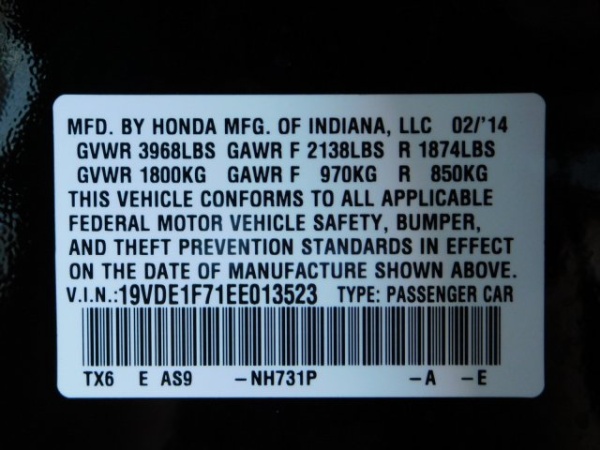 MFD. BY HONDA MFG. OF INDIANA, LLC 02/'14
GVWR 3968LBS GAWR F 2138LBS R 1874LBS
GVWR 1800KG GAWR F 970KG R 850KG
THIS VEHICLE CONFORMS TO ALL APPLICABLE
FEDERAL MOTOR VEHICLE SAFETY, BUMPER,
AND THEFT PREVENTION STANDARDS IN EFFECT
ON THE DATE OF MANUFACTURE SHOWN ABOVE.
V.I.N.:19VDE1F71EE013523 TYPE: PASSENGER CAR
TX6 E AS9 -NH731P -A -E